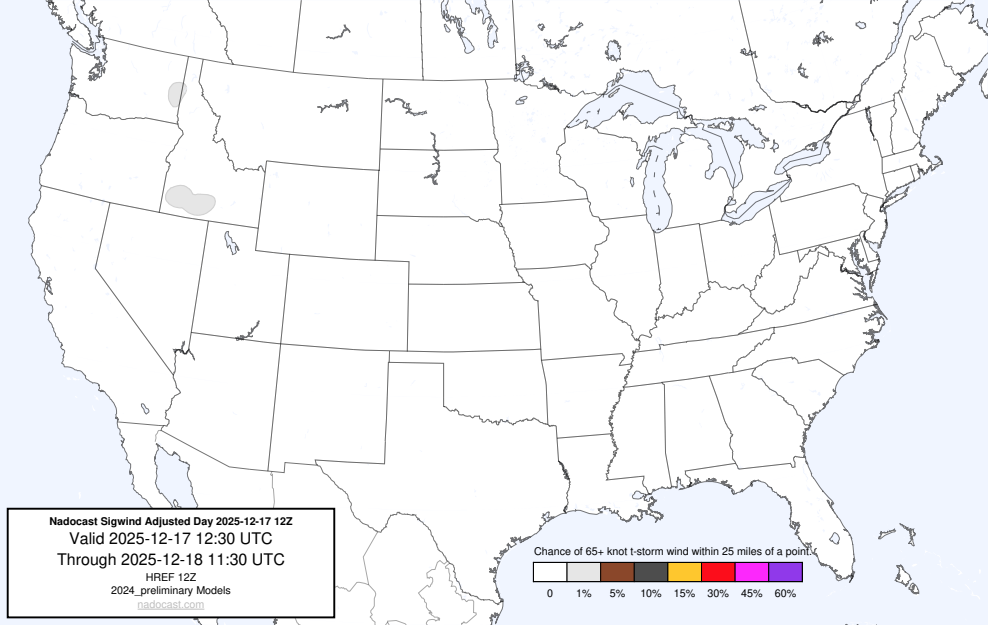 Nadocast Sigwind Adjusted Day 2025-12-17 12Z
Valid 2025-12-17 12:30 UTC
Through 2025-12-18 11:30 UTC
HREF 12Z
2024_preliminary Models
nadocast.com
Chance of 65+ knot t-storm wind within 25 miles of a point.
0 1% 5% 10% 15% 30% 45% 60%